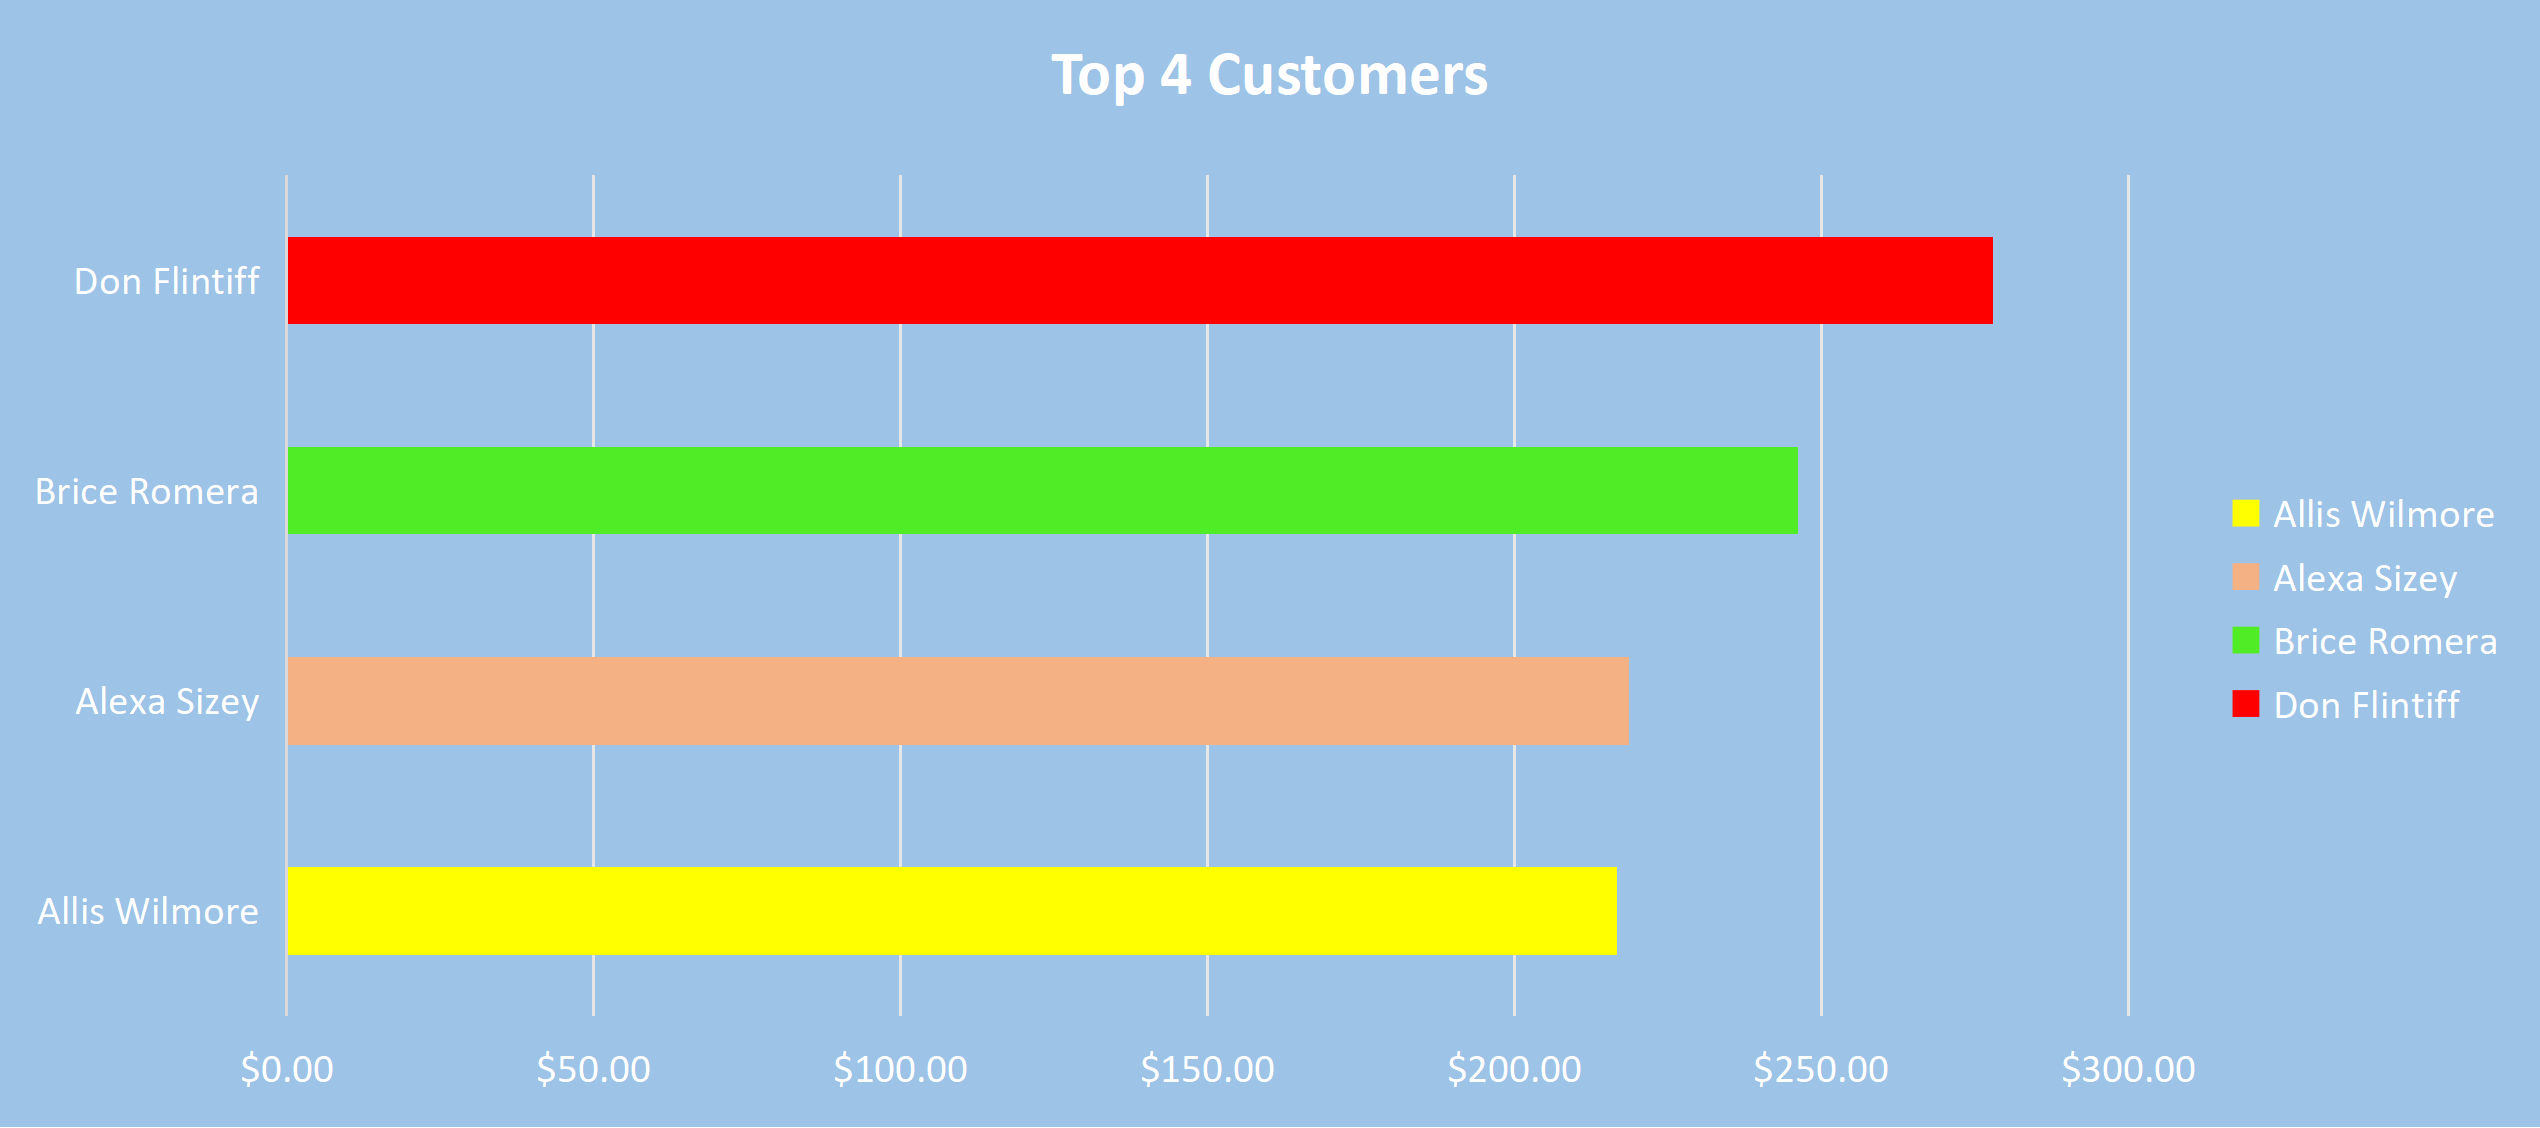 Top 4 Customers
Don Flintiff
Brice Romera
Alexa Sizey
Allis Wilmore
$0.00 $50.00 $100.00 $150.00 $200.00 $250.00 $300.00
Allis Wilmore
Alexa Sizey
Brice Romera
Don Flintiff